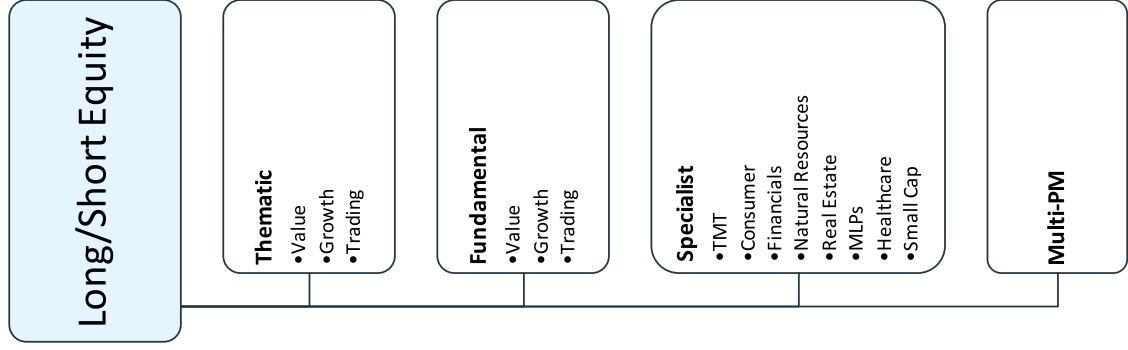 Long/Short Equity
Thematic
•Value
•Growth
•Trading
Fundamental
•Value
•Growth
•Trading
Specialist
•TMT
•Consumer
•Financials
•Natural Resources
•Real Estate
•MLPs
•Healthcare
•Small Cap
Multi-PM